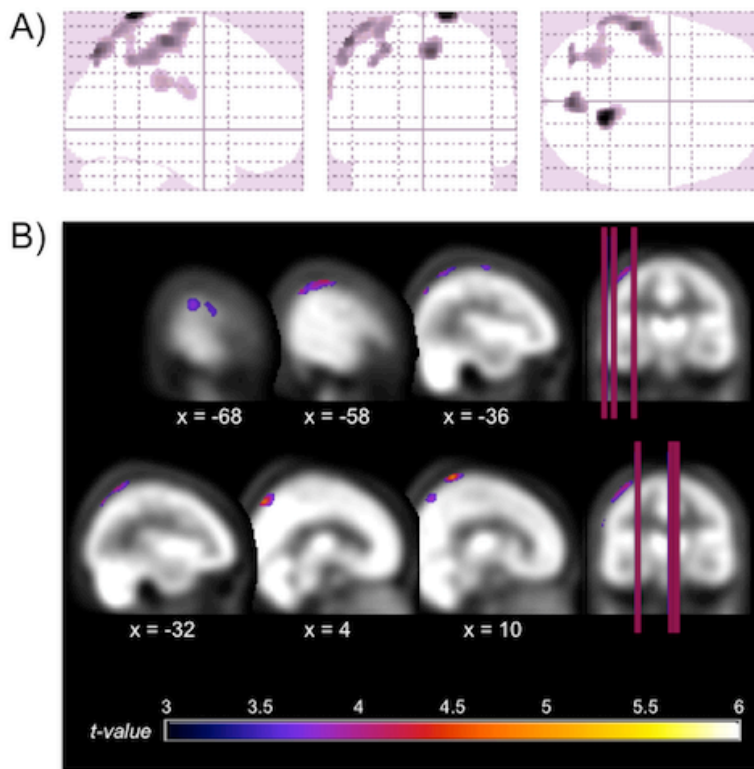 A)
B)
x = -68 x = -58 x = -36
x = -32 x = 4 x = 10
3 3.5 4 4.5 5 5.5 6
t-value